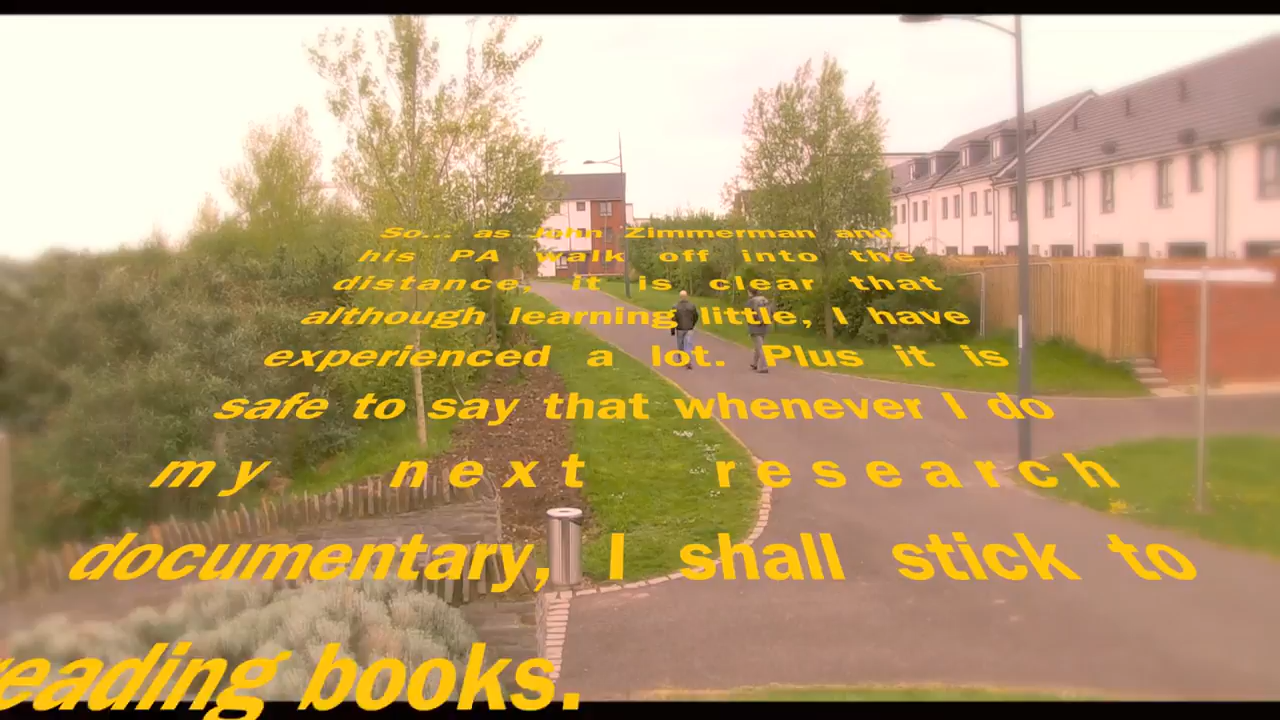 So... as John Zimmerman and
his PA walk off into the
distance, it is clear that
although learning little, I have
experienced a lot. Plus it is
safe to say that whenever I do
my next research
documentary, I shall stick to
reading books.